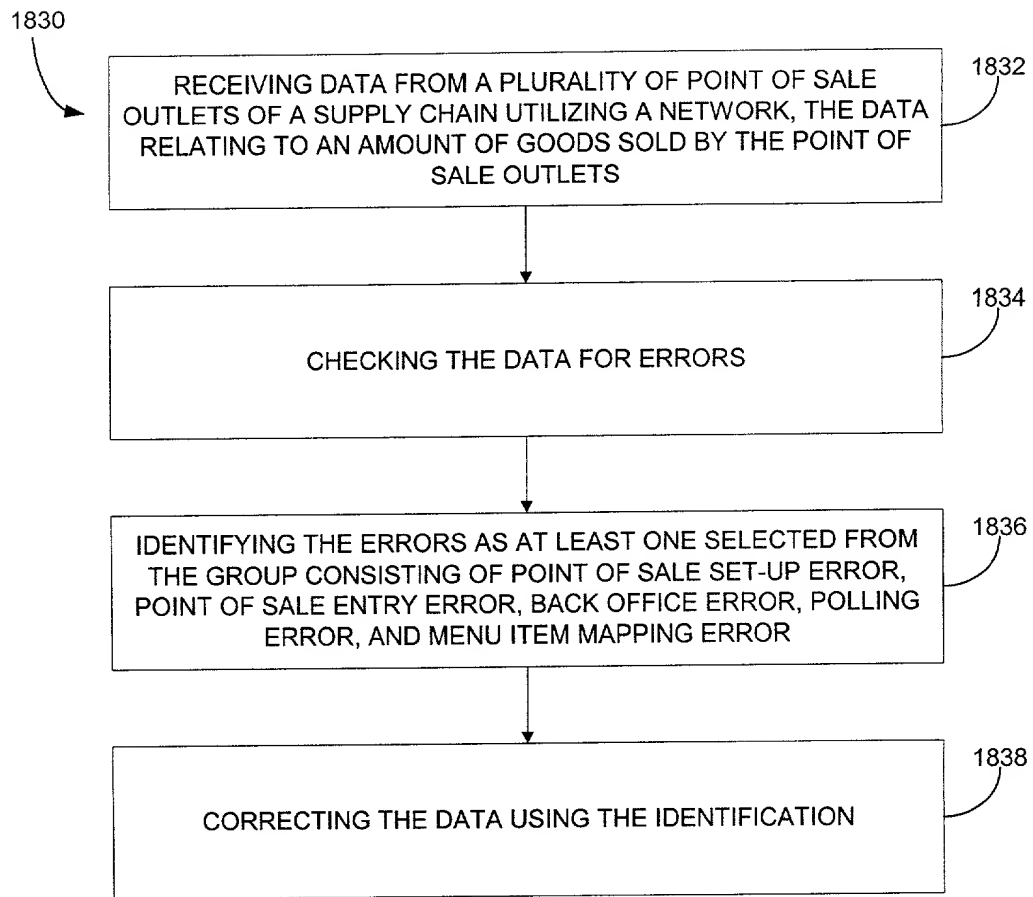 1830
1832
RECEIVING DATA FROM A PLURALITY OF POINT OF SALE
OUTLETS OF A SUPPLY CHAIN UTILIZING A NETWORK, THE DATA
RELATING TO AN AMOUNT OF GOODS SOLD BY THE POINT OF
SALE OUTLETS
1834
CHECKING THE DATA FOR ERRORS
1836
IDENTIFYING THE ERRORS AS AT LEAST ONE SELECTED FROM
THE GROUP CONSISTING OF POINT OF SALE SET-UP ERROR,
POINT OF SALE ENTRY ERROR, BACK OFFICE ERROR, POLLING
ERROR, AND MENU ITEM MAPPING ERROR
1838
CORRECTING THE DATA USING THE IDENTIFICATION